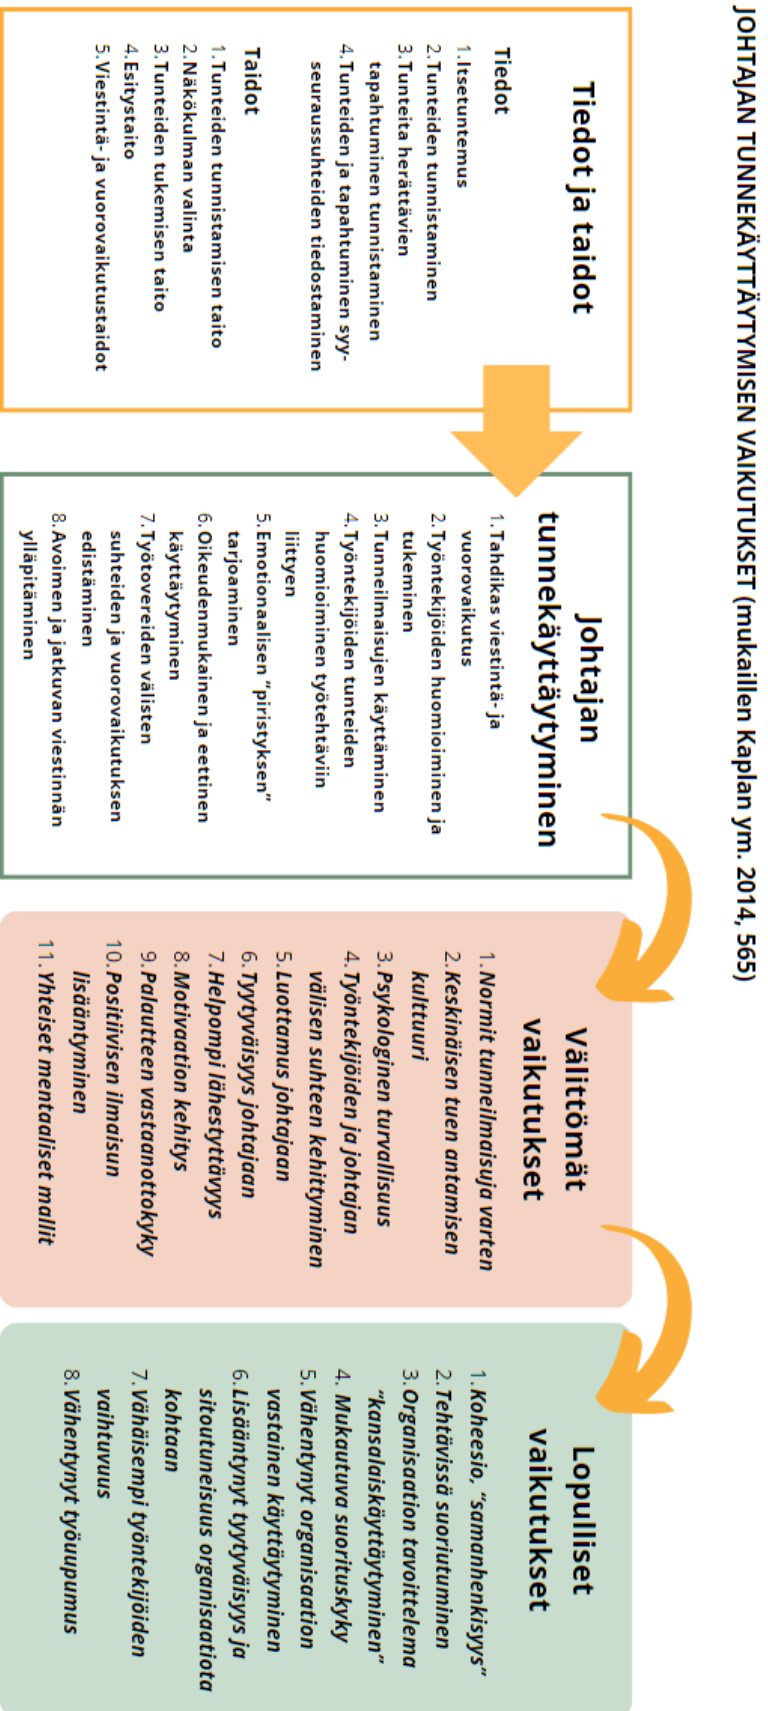 JOHTAJAN TUNNEKÄYTTÄYTYMISEN VAIKUTUKSET (mukaillen Kaplan ym. 2014, 565)
Tiedot ja taidot
Tiedot
1. Itsetuntemus
2. Tunteiden tunnistaminen
3. Tunteita herättävien
tapahtuminen tunnistaminen
4. Tunteiden ja tapahtuminen syy-
seuraussuhteiden tiedostaminen
Taidot
1. Tunteiden tunnistamisen taito
2. Näkökulman valinta
3. Tunteiden tukemisen taito
4. Esitystaito
5. Viestintä- ja vuorovaikutustaidot
Johtajan
tunnekäyttäytyminen
1. Tahdikas viestintä- ja
vuorovaikutus
2. Työntekijöiden huomioiminen ja
tukeminen
3. Tunneilmaisujen käyttäminen
4. Työntekijöiden tunteiden
huomioiminen työtehtäviin
liittyen
5. Emotionaalisen "piristyksen"
tarjoaminen
6. Oikeudenmukainen ja eettinen
käyttäytyminen
7. Työtovereiden välisten
suhteiden ja vuorovaikutuksen
edistäminen
8. Avoimen ja jatkuvan viestinnän
ylläpitäminen
Välittömät
vaikutukset
1. Normit tunneilmaisuja varten
2. Keskinäisen tuen antamisen
kulttuuri
3. Psykologinen turvallisuus
4. Työntekijöiden ja johtajan
välisen suhteen kehittyminen
5. Luottamus johtajaan
6. Tyytyväisyys johtajaan
7. Helpompi lähestyttävyys
8. Motivaation kehitys
9. Palautteen vastaanottokyky
10. Positiivisen ilmaisun
lisääntyminen
11. Yhteiset mentaaliset mallit
Lopulliset
vaikutukset
1. Koheesio, "samanhenkisyys"
2. Tehtävissä suoriutuminen
3. Organisaation tavoittelema
"kansalaiskäyttäytyminen"
4. Mukautuva suorituskyky
5. Vähentynyt organisaation
vastainen käyttäytyminen
6. Lisääntynyt tyytyväisyys ja
sitoutuneisuus organisaatiota
kohtaan
7. Vähäisempi työntekijöiden
vaihtuvuus
8. Vähentynyt työuupumus